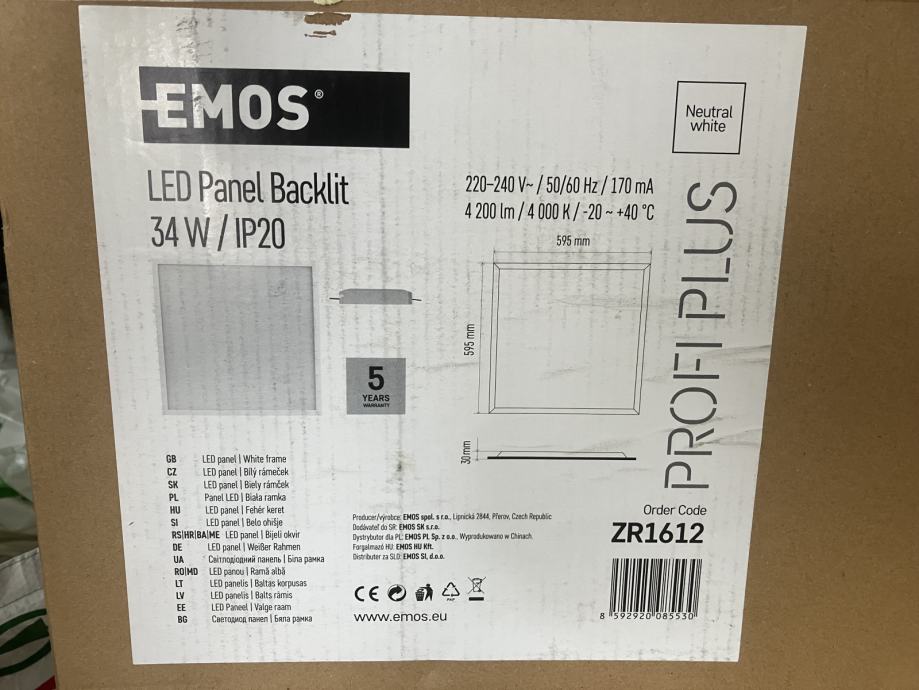 EMOS®
Neutral
white
LED Panel Backlit
34 W / IP20
220–240 V~ / 50/60 Hz / 170 mA
4 200 lm / 4 000 K / -20 ~ +40 °C
595 mm
595 mm
30 mm
5
YEARS
WARRANTY
PROFI PLUS
GB LED panel | White frame
CZ LED panel | Bílý rámeček
SK LED panel | Biely rámček
PL Panel LED | Biała ramka
HU LED panel | Fehér keret
SI LED panel | Belo ohišje
RS|HR|BA|ME LED panel | Bijeli okvir
DE LED panel | Weißer Rahmen
UA Світлодіодний панель | Біла рамка
RO|MD LED panou | Ramă albă
LT LED panelis | Baltas korpusas
LV LED panelis | Balts rāmis
EE LED Paneel | Valge raam
BG Светодиод панел | Бяла рамка
Producer/výrobce: EMOS spol. s r.o., Lipnická 2844, Přerov, Czech Republic
Dodávateľ do SR: EMOS SK s.r.o.
Dystrybutor dla PL: EMOS PL Sp. z o.o., Wyprodukowano w Chinach.
Forgalmazó HU: EMOS HU Kft.
Distributer za SLO: EMOS SI, d.o.o.
CE
PAP
www.emos.eu
Order Code
ZR1612
8 592920 085530